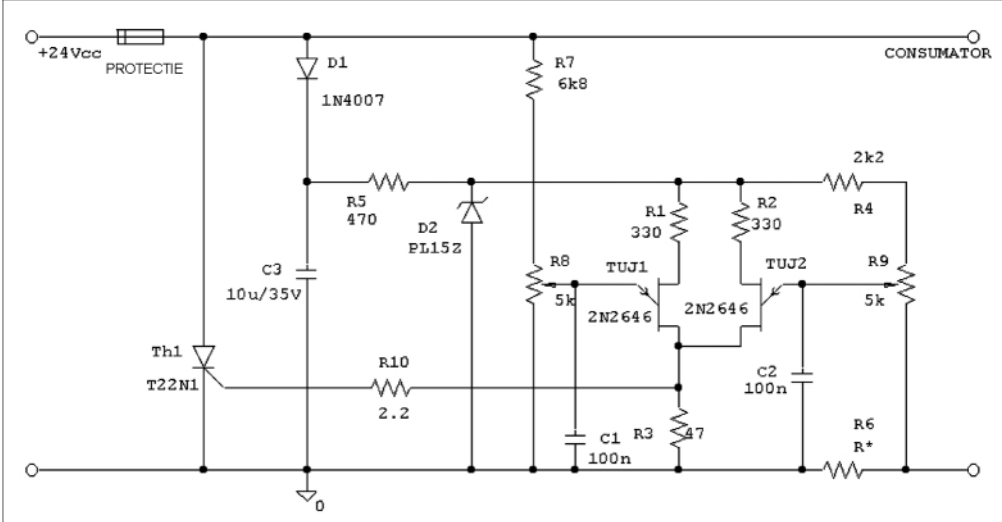 +24Vcc
PROTECTIE
CONSUMATOR
D1
1N4007
R7
6k8
2k2
R4
R5
470
D2
PL15Z
R1
330
R2
330
C3
10u/35V
R8
5k
TUJ1
2N2646
TUJ2
2N2646
R9
5k
Th1
T22N1
R10
2.2
C2
100n
C1
100n
R3
47
R6
R*
0